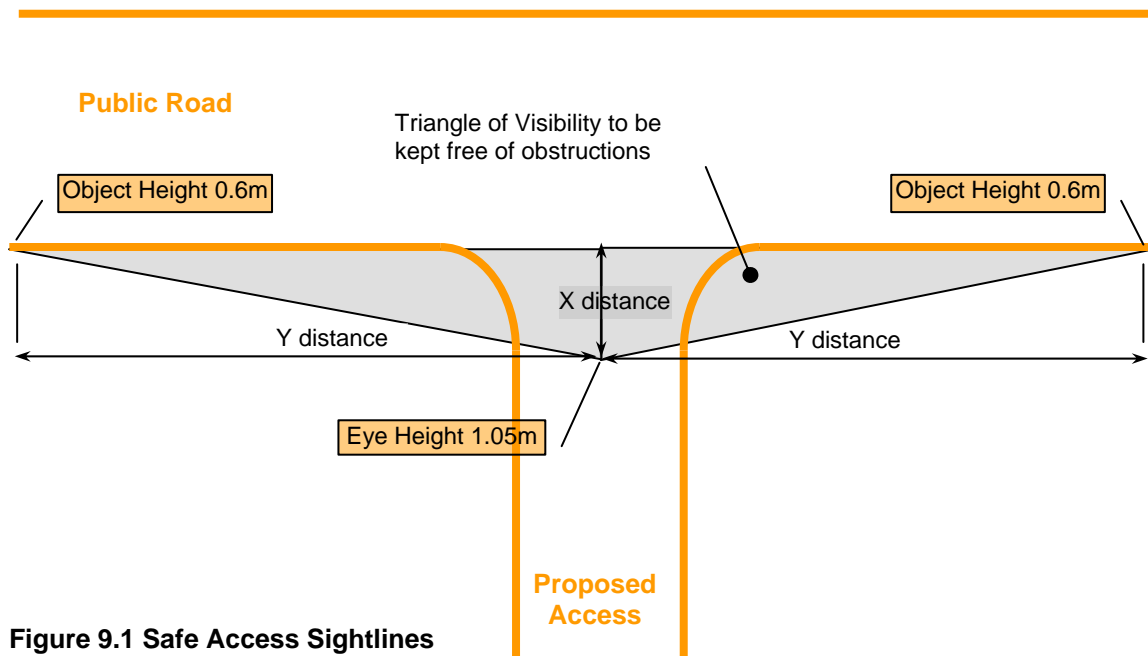 Public Road
Triangle of Visibility to be
kept free of obstructions
Object Height 0.6m
Object Height 0.6m
X distance
Y distance
Y distance
Eye Height 1.05m
Proposed
Access
Figure 9.1 Safe Access Sightlines